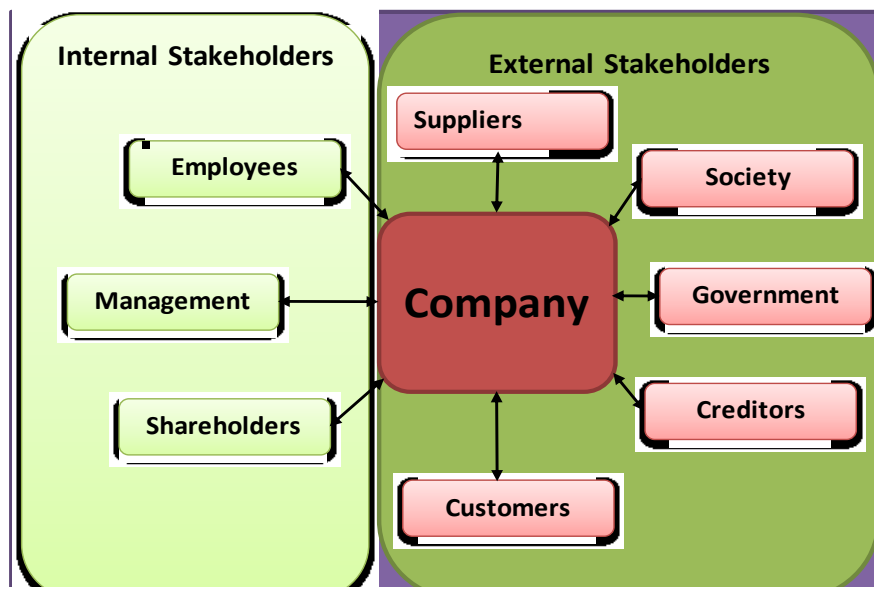 Internal Stakeholders
External Stakeholders
Suppliers
Employees
Society
Management
Company
Government
Shareholders
Creditors
Customers